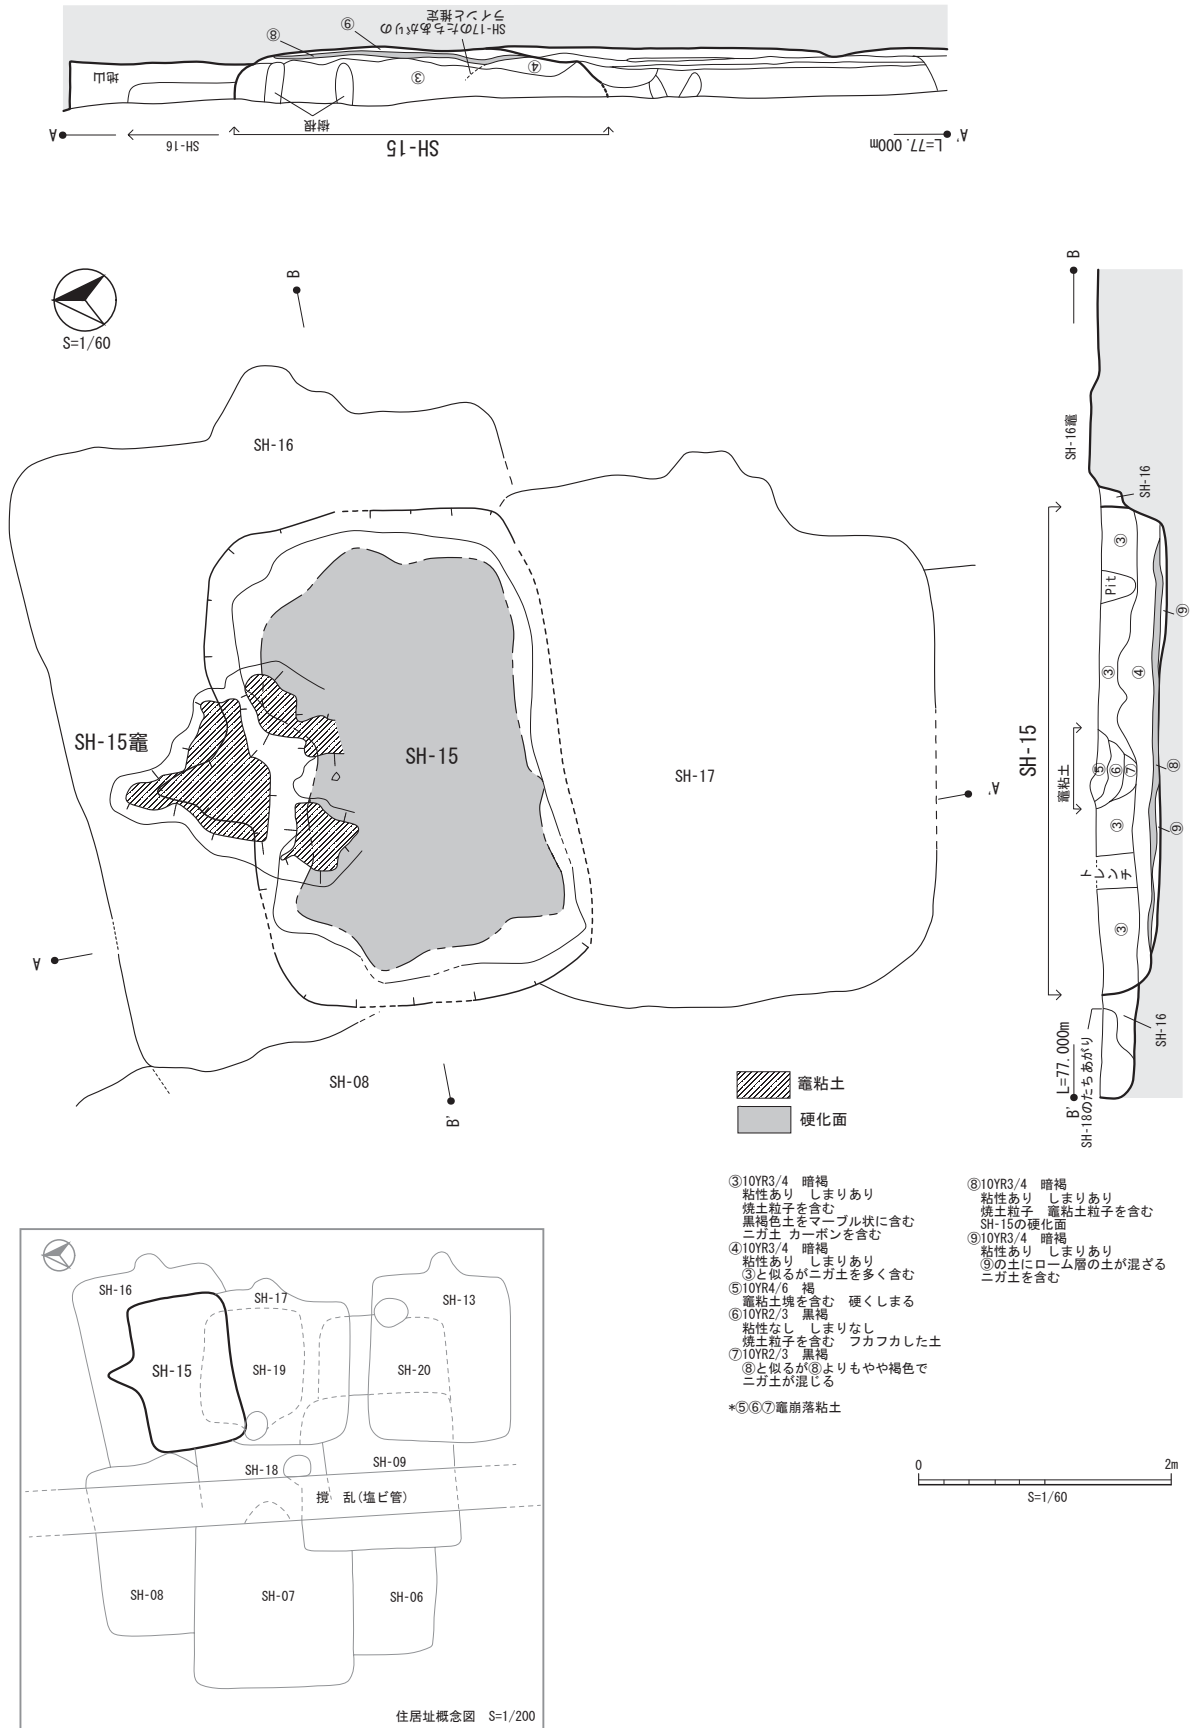 SH-17のたちあがりの
ラインと推定
⑨
⑧
地山
③
④
樹根
A
SH-16
SH-15
L=77.000m
A'
S=1/60
B
SH-16
SH-15竈
SH-15
SH-17
A'
A
SH-08
B'
B
SH-16竈
SH-16
③
Pit
⑨
③
④
SH-15
竈粘土
⑤
⑥
⑦
⑧
③
⑨
トレンチ
③
SH-16
L=77.000m
B'
SH-18のたちあがり
竈粘土
硬化面
③10YR3/4 暗褐
粘性あり しまりあり
焼土粒子を含む
黒褐色土をマーブル状に含む
ニガ土 カーボンを含む
④10YR3/4 暗褐
粘性あり しまりあり
③と似るがニガ土を多く含む
⑤10YR4/6 褐
竈粘土塊を含む 硬くしまる
⑥10YR2/3 黒褐
粘性なし しまりなし
焼土粒子を含む フカフカした土
⑦10YR2/3 黒褐
⑧と似るが⑧よりもやや褐色で
ニガ土が混じる
*⑤⑥⑦竈崩落粘土
⑧10YR3/4 暗褐
粘性あり しまりあり
焼土粒子 竈粘土粒子を含む
SH-15の硬化面
⑨10YR3/4 暗褐
粘性あり しまりあり
⑨の土にローム層の土が混ざる
ニガ土を含む
0 2m
S=1/60
SH-16
SH-17
SH-13
SH-15
SH-19
SH-20
SH-18
SH-09
撹 乱(塩ビ管)
SH-08
SH-07
SH-06
住居址概念図 S=1/200